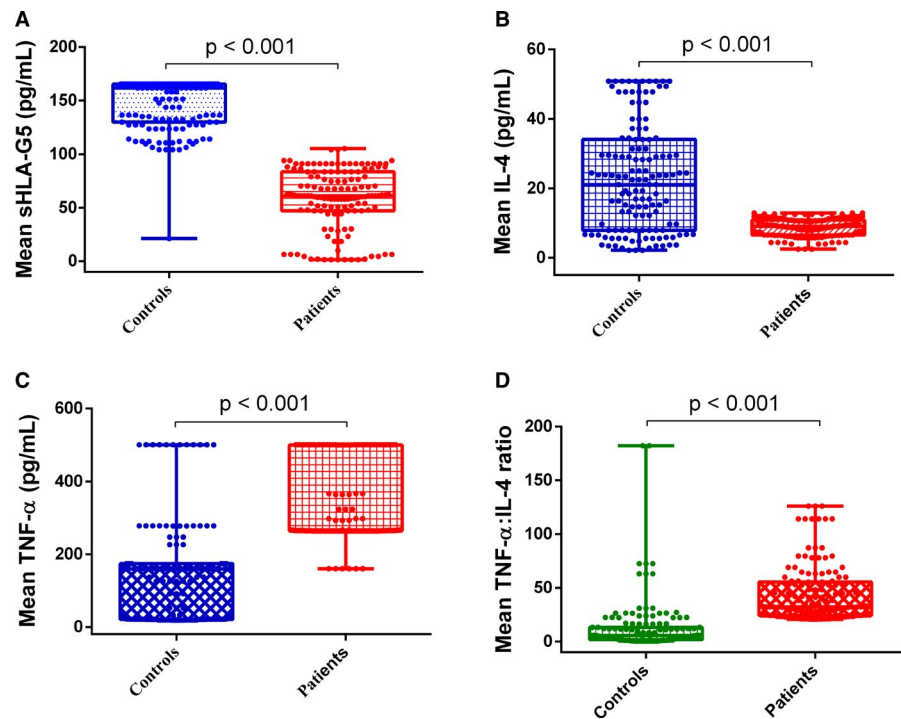 A
Mean sHLA-G5 (pg/mL)
200
150
100
50
0
p < 0.001
Controls
Patients
B
Mean IL-4 (pg/mL)
60
40
20
0
p < 0.001
Controls
Patients
C
Mean TNF-α (pg/mL)
600
400
200
0
p < 0.001
Controls
Patients
D
Mean TNF-α:IL-4 ratio
200
150
100
50
0
p < 0.001
Controls
Patients